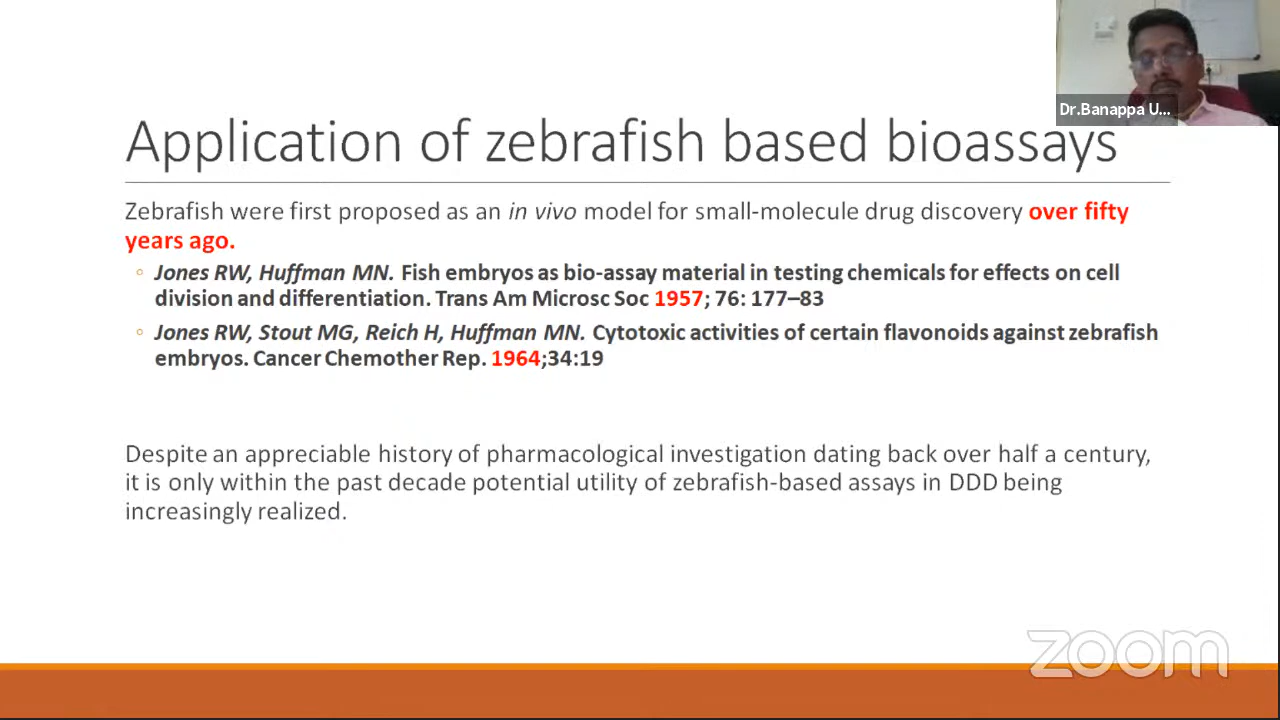 Dr.Banappa U...
Application of zebrafish based bioassays
Zebrafish were first proposed as an in vivo model for small-molecule drug discovery over fifty
years ago.
◦ Jones RW, Huffman MN. Fish embryos as bio-assay material in testing chemicals for effects on cell
division and differentiation. Trans Am Microsc Soc 1957; 76: 177–83
◦ Jones RW, Stout MG, Reich H, Huffman MN. Cytotoxic activities of certain flavonoids against zebrafish
embryos. Cancer Chemother Rep. 1964;34:19
Despite an appreciable history of pharmacological investigation dating back over half a century,
it is only within the past decade potential utility of zebrafish-based assays in DDD being
increasingly realized.
zoom